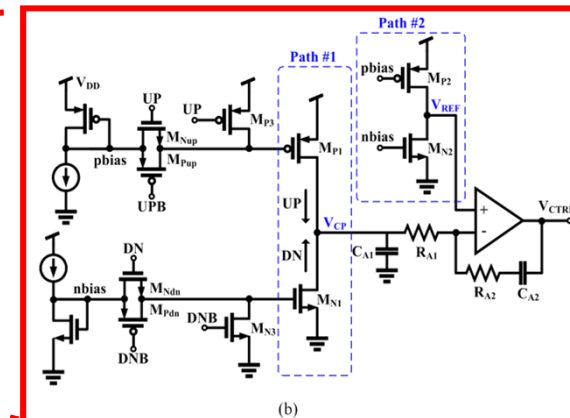 Path #2
Path #1
pbias
M_P2
V_DD
UP
UP
M_P3
V_REF
M_Nup
nbias
M_N2
pbias
M_Pup
M_P1
UPB
UP
V_CTRL
+
-
V_CP
DN
DN
R_A1
C_A1
M_Ndn
nbias
R_A2
C_A2
M_Pdn
M_N1
DNB
M_N3
DNB
(b)